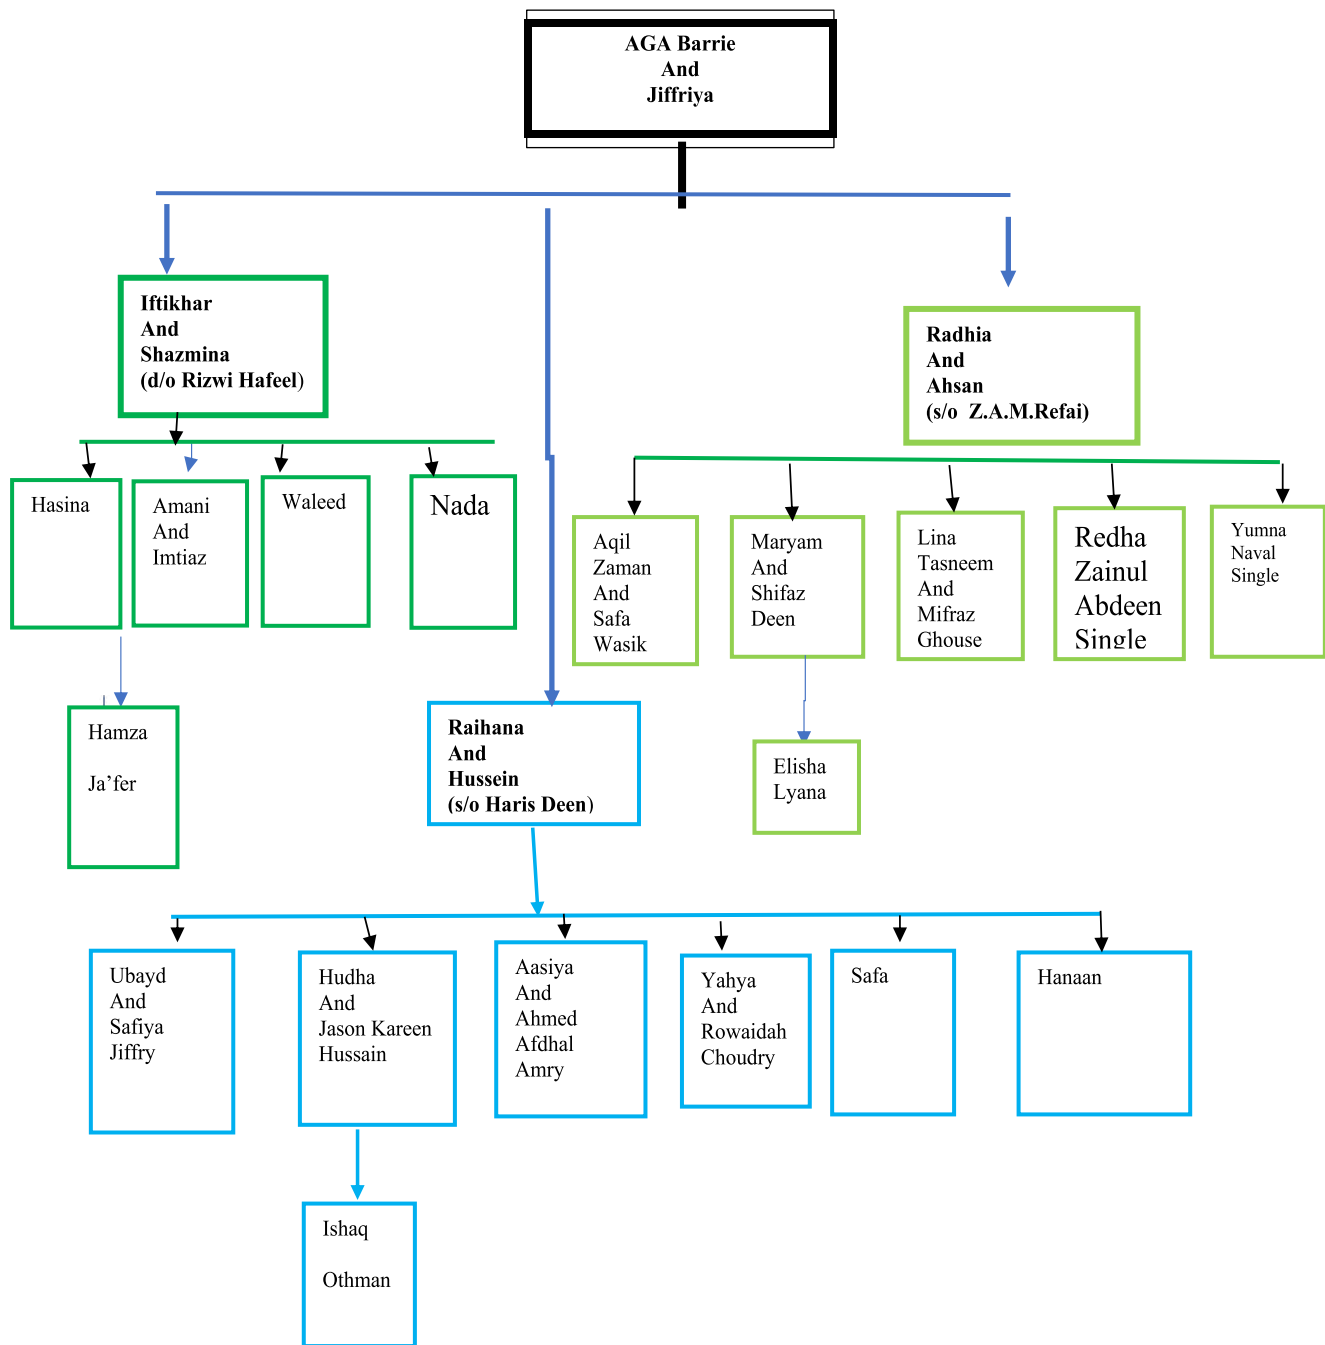 AGA Barrie
And
Jiffriya
Iftikhar
And
Shazmina
(d/o Rizwi Hafeel)
Radhia
And
Ahsan
(s/o  Z.A.M.Refai)
Hasina
Amani
And
Imtiaz
Waleed
Nada
Aqil
Zaman
And
Safa
Wasik
Maryam
And
Shifaz
Deen
Lina
Tasneem
And
Mifraz
Ghouse
Redha
Zainul
Abdeen
Single
Yumna
Naval
Single
Hamza
Ja’fer
Raihana
And
Hussein
(s/o Haris Deen)
Elisha
Lyana
Ubayd
And
Safiya
Jiffry
Hudha
And
Jason Kareen
Hussain
Aasiya
And
Ahmed
Afdhal
Amry
Yahya
And
Rowaidah
Choudry
Safa
Hanaan
Ishaq
Othman